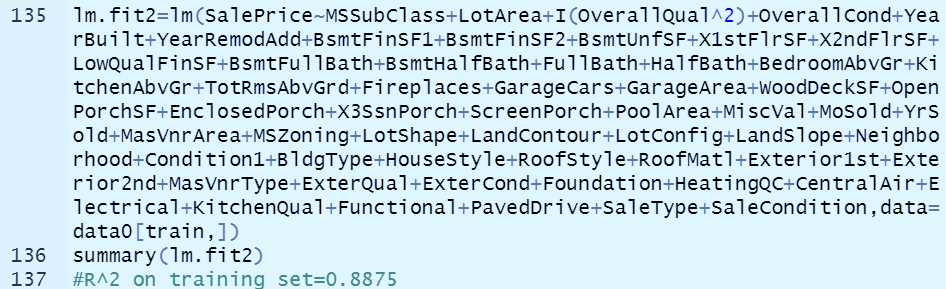 135 lm.fit2=lm(SalePrice~MSSubClass+LotArea+I(OverallQual^2)+OverallCond+Yea
rBuilt+YearRemodAdd+BsmtFinSF1+BsmtFinSF2+BsmtUnfSF+X1stFlrSF+X2ndFlrSF+
LowQualFinSF+BsmtFullBath+BsmtHalfBath+FullBath+HalfBath+BedroomAbvGr+Ki
tchenAbvGr+TotRmsAbvGrd+Fireplaces+GarageCars+GarageArea+WoodDeckSF+Open
PorchSF+EnclosedPorch+X3SsnPorch+ScreenPorch+PoolArea+MiscVal+MoSold+YrS
old+MasVnrArea+MSZoning+LotShape+LandContour+LotConfig+LandSlope+Neighbo
rhood+Condition1+BldgType+HouseStyle+RoofStyle+RoofMatl+Exterior1st+Exte
rior2nd+MasVnrType+ExterQual+ExterCond+Foundation+HeatingQC+CentralAir+E
lectrical+KitchenQual+Functional+PavedDrive+SaleType+SaleCondition,data=
data0[train,])
136 summary(lm.fit2)
137 #R^2 on training set=0.8875